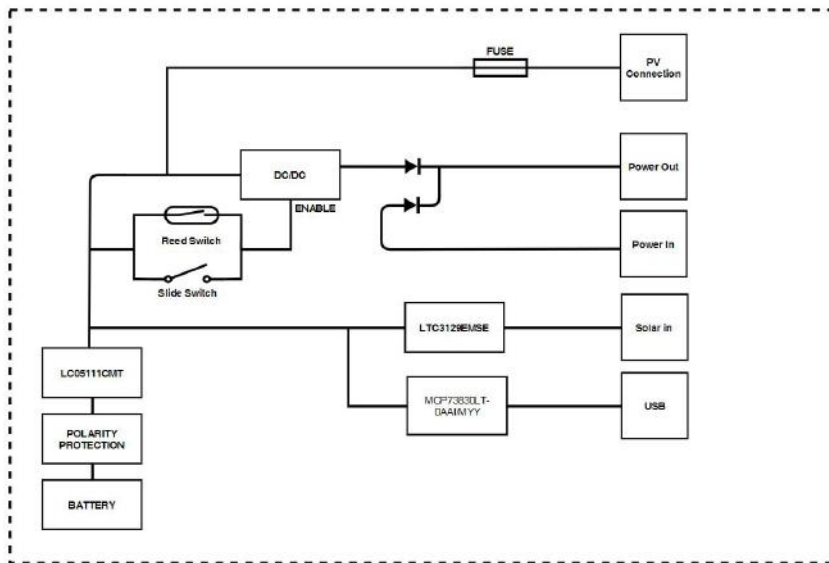 FUSE
PV
Connection
DC/DC
Power Out
ENABLE
Reed Switch
Power In
Slide Switch
LTC3129EMSE
Solar in
LC05111CMT
MCP73830LT-
0AAI/MYY
USB
POLARITY
PROTECTION
BATTERY